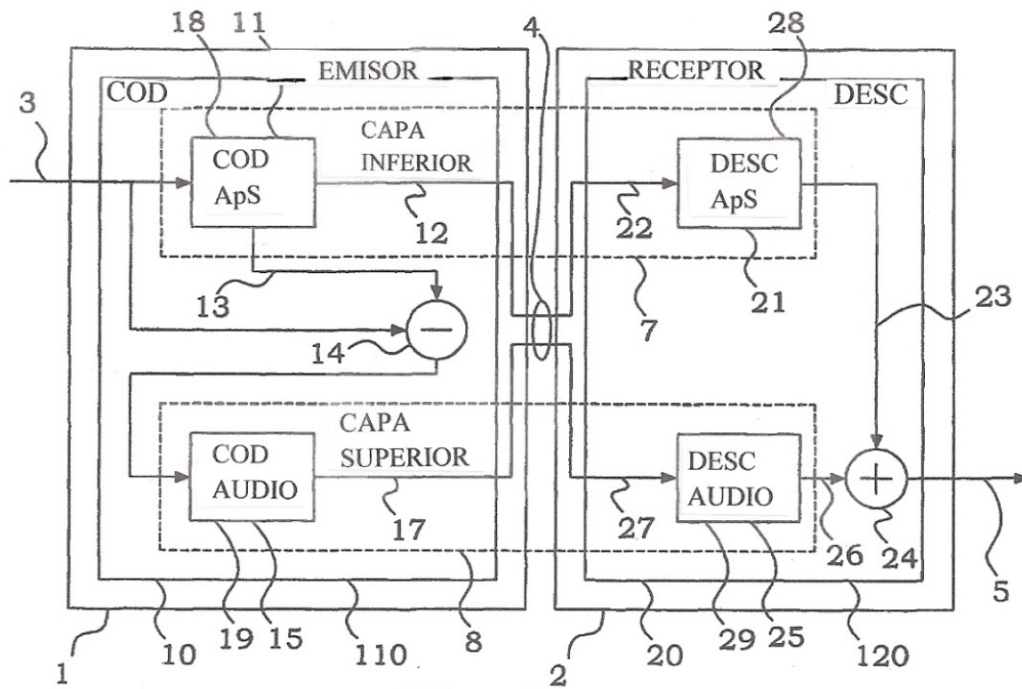 18
11
4
28
EMISOR
RECEPTOR
COD
DESC
3
CAPA
INFERIOR
COD
ApS
DESC
ApS
12
22
13
7
21
23
14
CAPA
SUPERIOR
COD
AUDIO
DESC
AUDIO
17
27
26
24
5
1
10
19
15
110
8
2
20
29
25
120